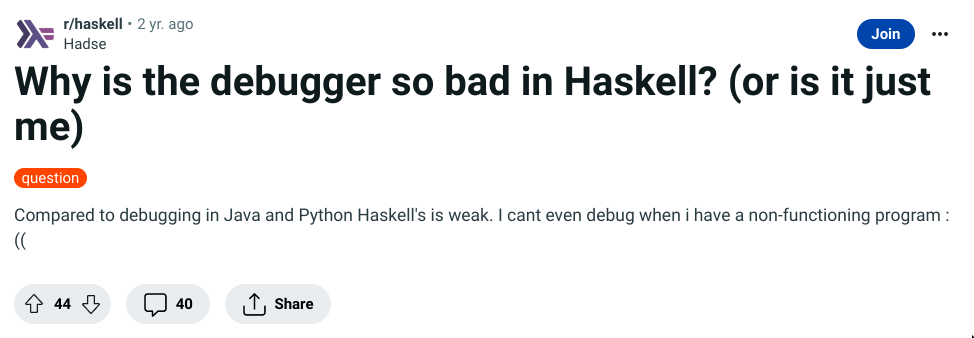 r/haskell • 2 yr. ago
Hadse
Join
Why is the debugger so bad in Haskell? (or is it just
me)
question
Compared to debugging in Java and Python Haskell's is weak. I cant even debug when i have a non-functioning program :
((
44
40
Share